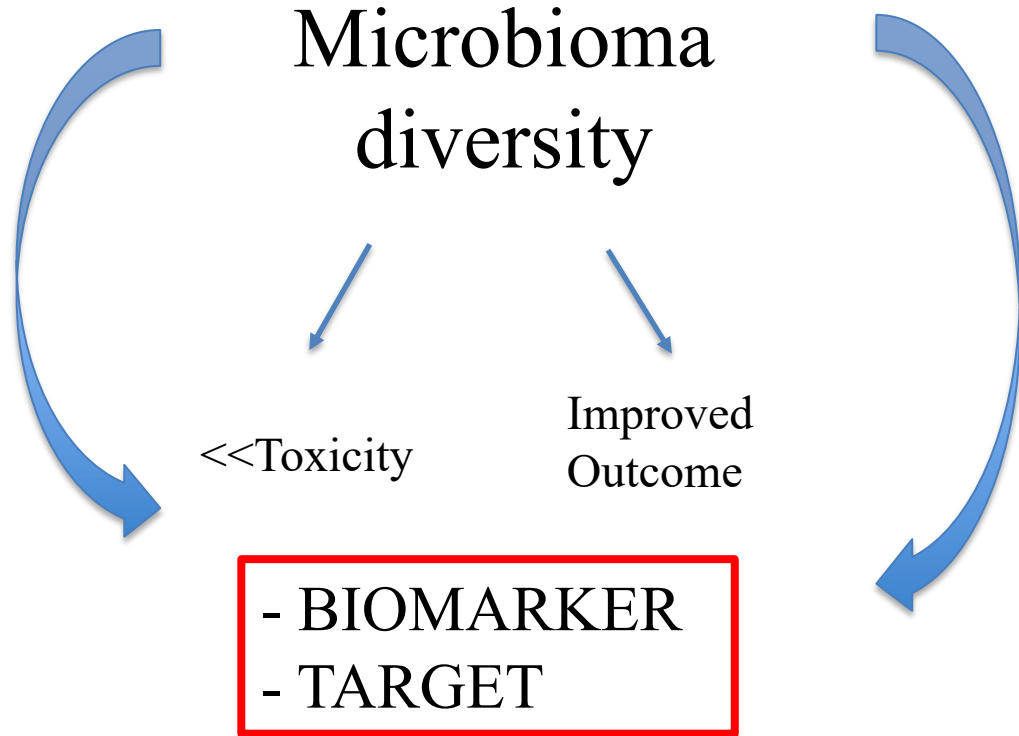 Microbioma
diversity
<<Toxicity
Improved
Outcome
- BIOMARKER
- TARGET